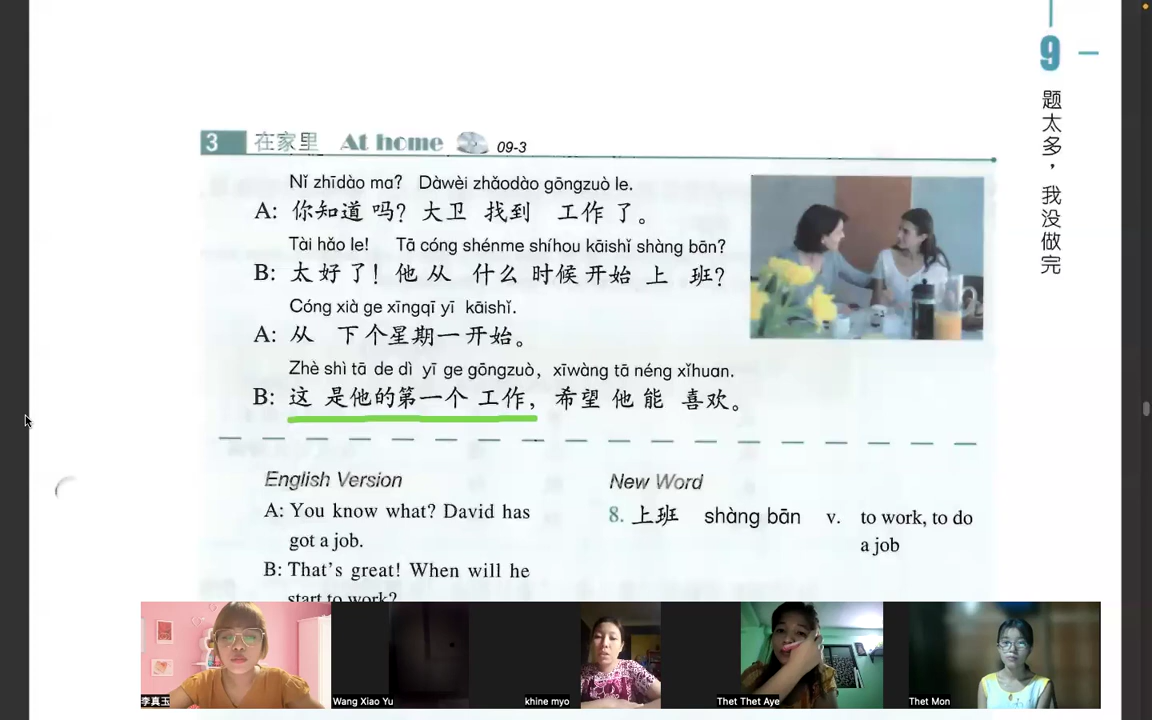 9
题太多，我没做完
3 在家里 At home 09-3
Nǐ zhīdào ma? Dàwèi zhǎodào gōngzuò le.
A: 你知道吗？大卫 找到 工作了。
Tài hǎo le! Tā cóng shénme shíhou kāishǐ shàng bān?
B: 太好了！他从 什么 时候开始 上 班？
Cóng xià ge xīngqī yī kāishǐ.
A: 从 下个星期一开始。
Zhè shì tā de dì yī ge gōngzuò, xīwàng tā néng xǐhuan.
B: 这 是他的第一个 工作，希望 他 能 喜欢。
English Version
A: You know what? David has
got a job.
B: That's great! When will he
start to work?
New Word
8. 上班 shàng bān v. to work, to do
a job
李真玉
Wang Xiao Yu
khine myo
Thet Thet Aye
Thet Mon